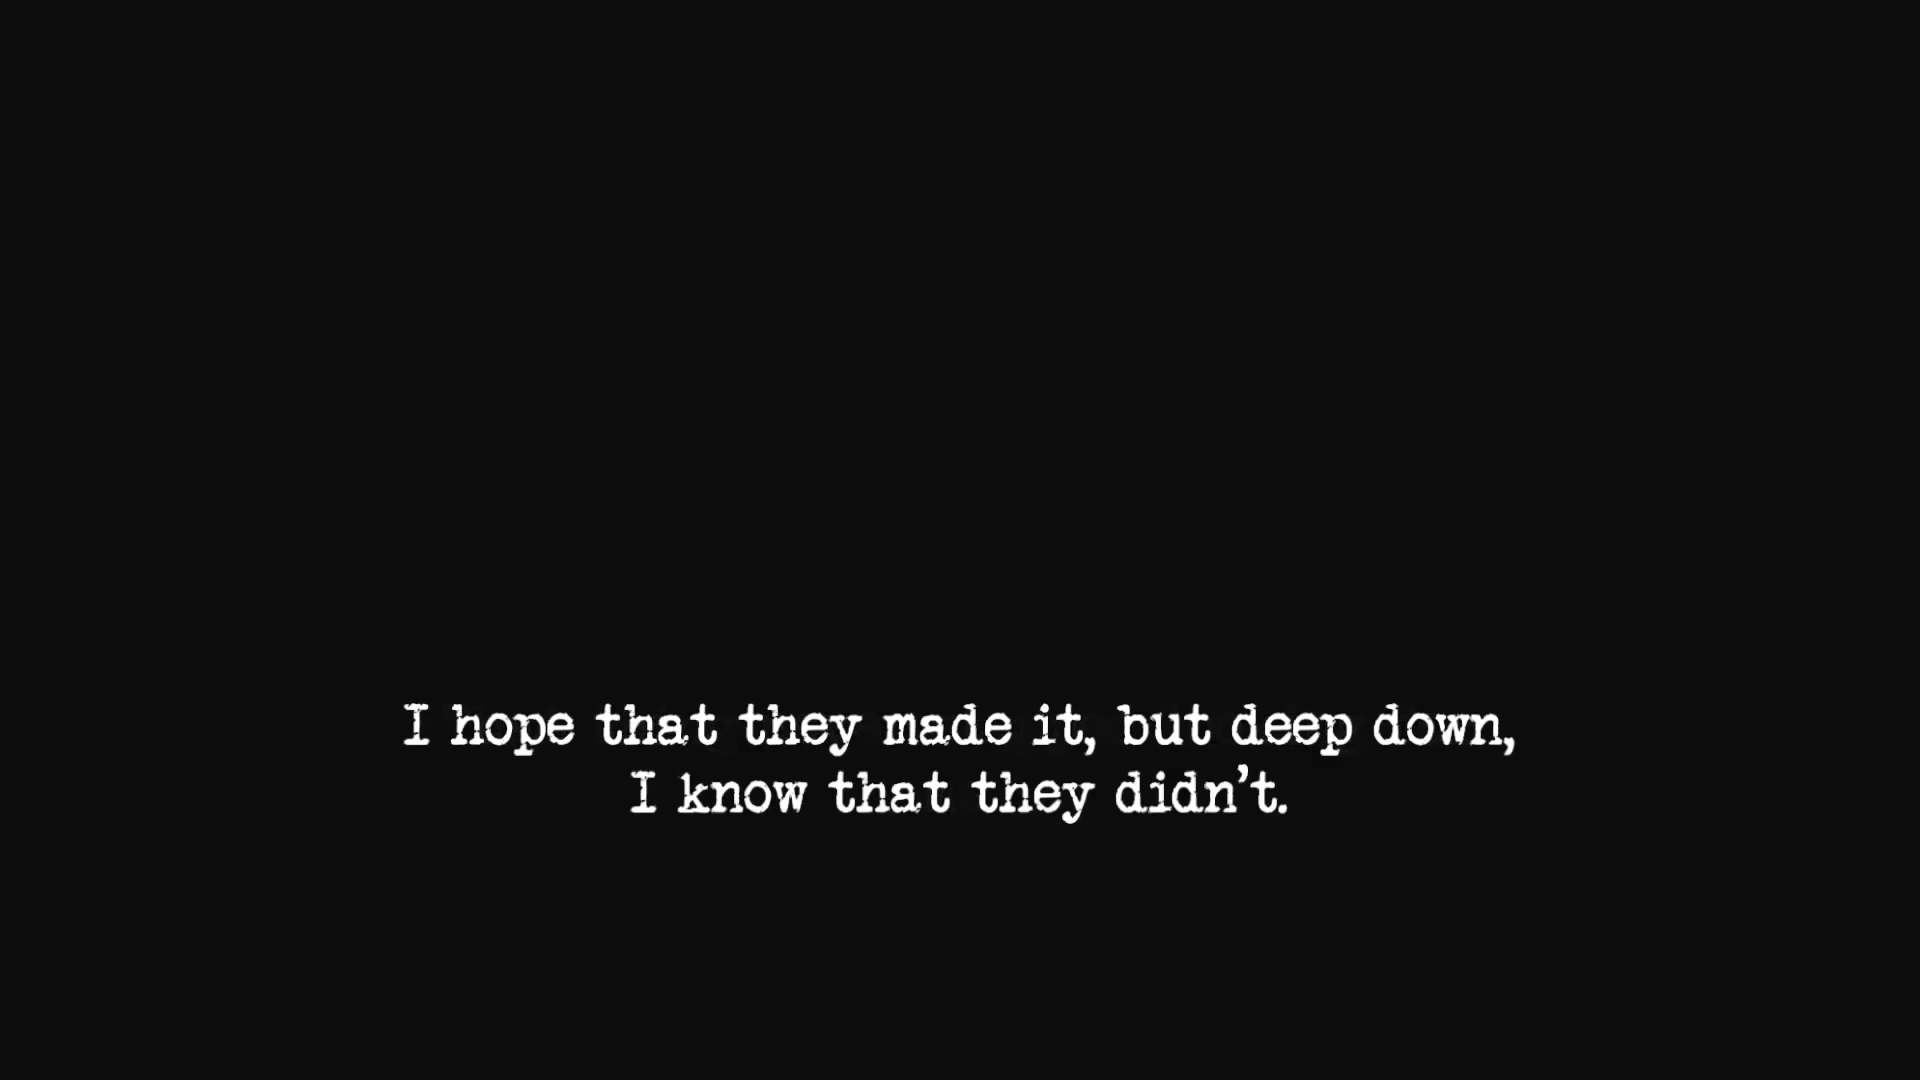 I hope that they made it, but deep down,
I know that they didn’t.